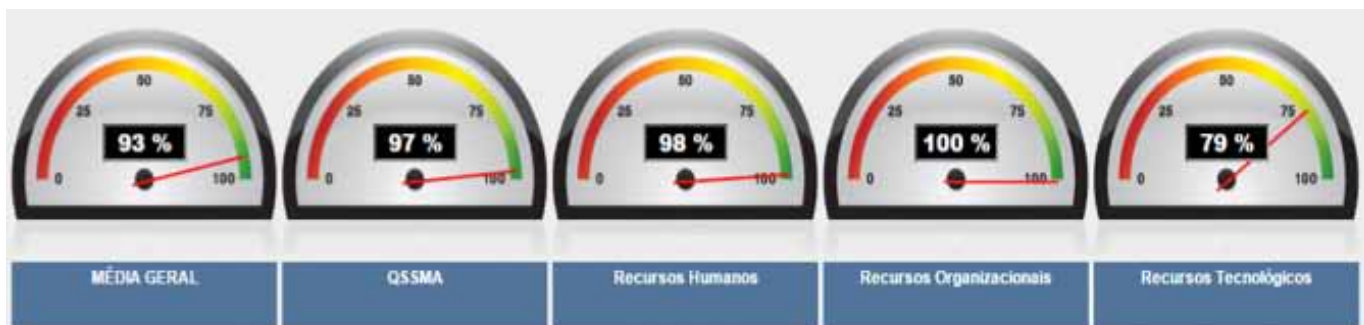 50 50 50 50 50
25 75 25 75 25 75 25 75 25 75
93 % 97 % 98 % 100 % 79 %
0 100 0 100 0 100 0 100 0 100
MÉDIA GERAL QSSMA Recursos Humanos Recursos Organizacionais Recursos Tecnológicos